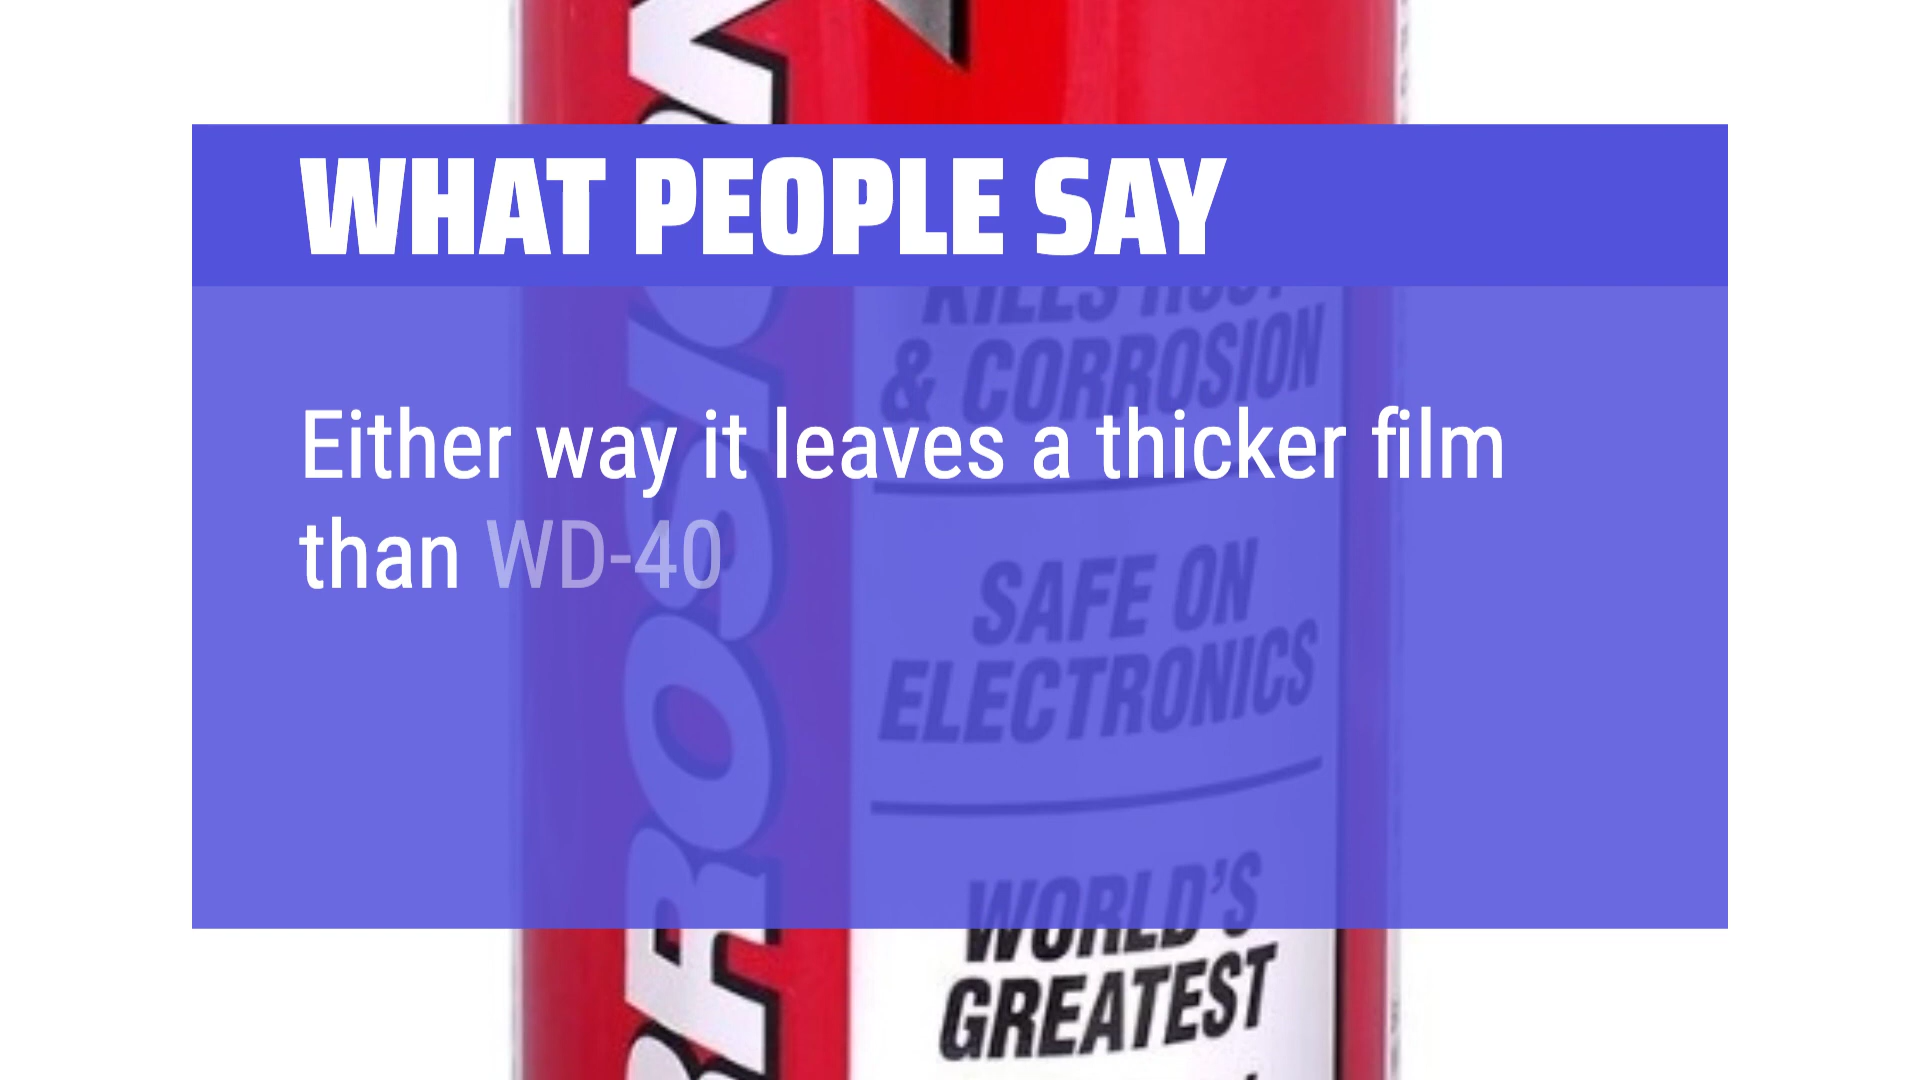 WHAT PEOPLE SAY
Either way it leaves a thicker film
than WD-40
& CORROSION
SAFE ON
ELECTRONICS
WORLD'S
GREATEST